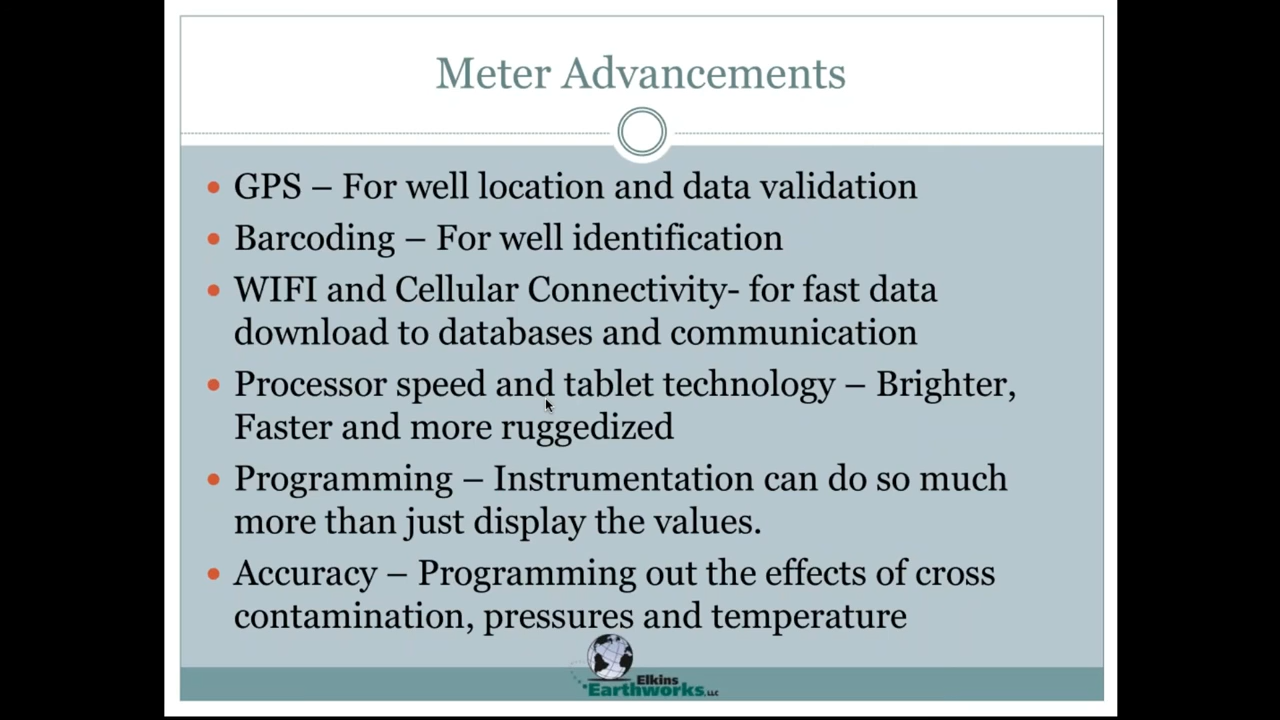 Meter Advancements
• GPS – For well location and data validation
• Barcoding – For well identification
• WIFI and Cellular Connectivity- for fast data
download to databases and communication
• Processor speed and tablet technology – Brighter,
Faster and more ruggedized
• Programming – Instrumentation can do so much
more than just display the values.
• Accuracy – Programming out the effects of cross
contamination, pressures and temperature
Elkins
Earthworks, LLC